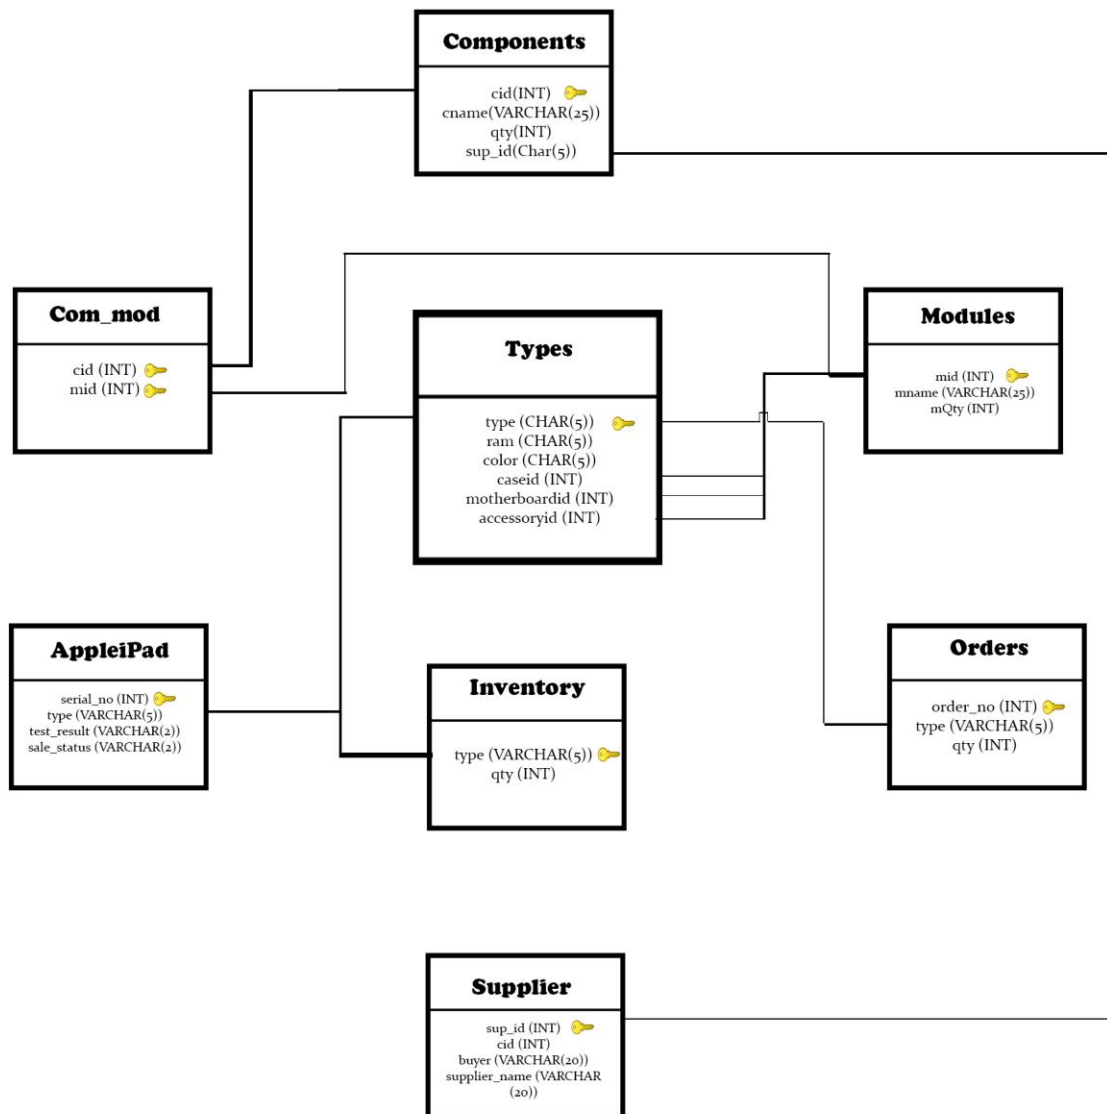 Components
cid(INT)
cname(VARCHAR(25))
qty(INT)
sup_id(Char(5))
Com_mod
cid (INT)
mid (INT)
Types
type (CHAR(5))
ram (CHAR(5))
color (CHAR(5))
caseid (INT)
motherboardid (INT)
accessoryid (INT)
Modules
mid (INT)
mname (VARCHAR(25))
mQty (INT)
AppleiPad
serial_no (INT)
type (VARCHAR(5))
test_result (VARCHAR(2))
sale_status (VARCHAR(2))
Inventory
type (VARCHAR(5))
qty (INT)
Orders
order_no (INT)
type (VARCHAR(5))
qty (INT)
Supplier
sup_id (INT)
cid (INT)
buyer (VARCHAR(20))
supplier_name (VARCHAR
(20))